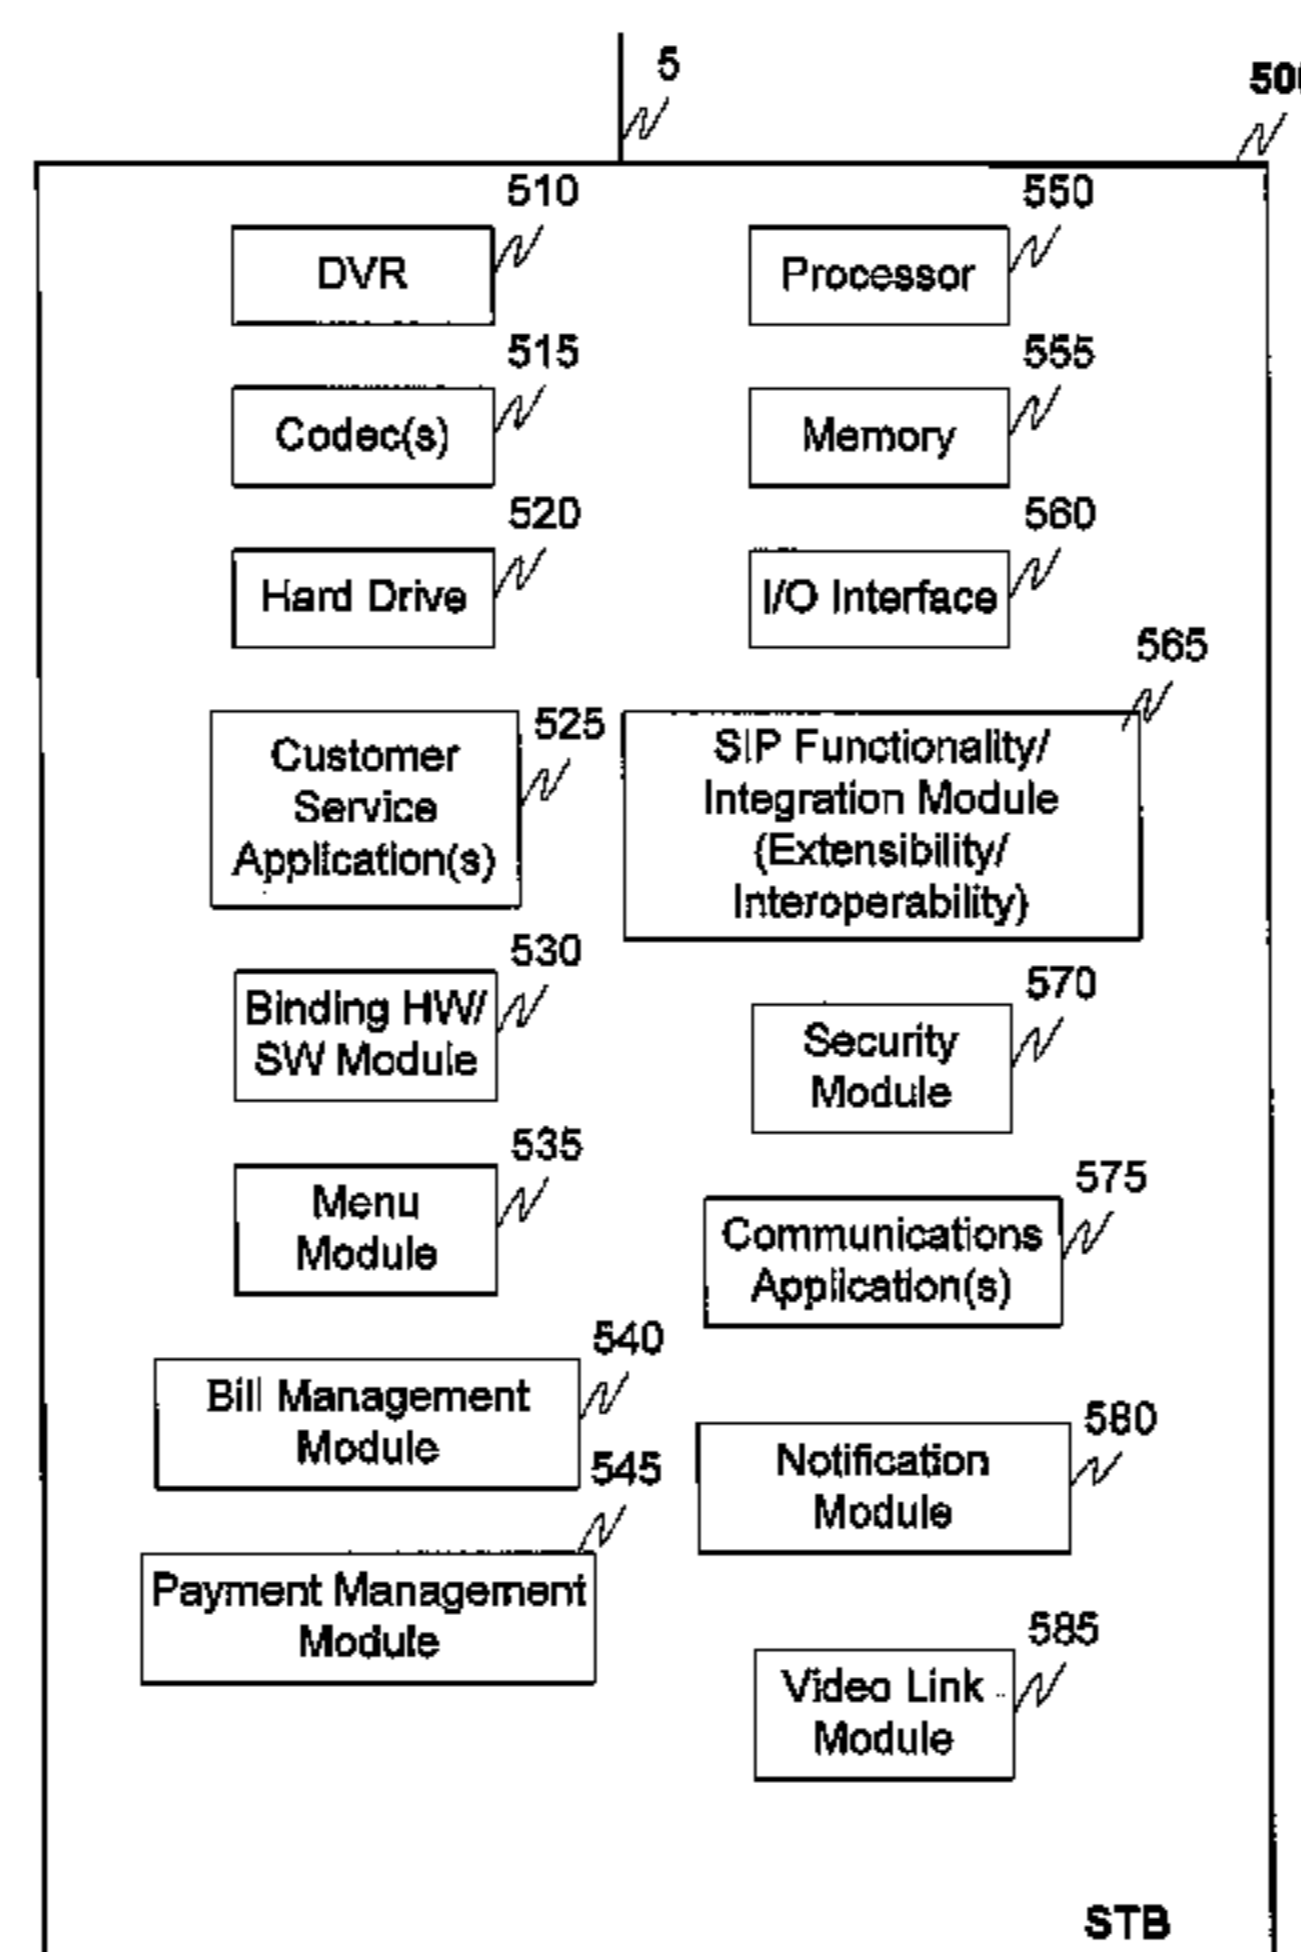 5
510
DVR
515
Codec(s)
520
Hard Drive
525
Customer
Service
Application(s)
530
Binding HW/
SW Module
535
Menu
Module
540
Bill Management
Module
545
Payment Management
Module
550
Processor
555
Memory
560
I/O Interface
565
SIP Functionality/
Integration Module
(Extensibility/
Interoperability)
570
Security
Module
575
Communications
Application(s)
580
Notification
Module
585
Video Link
Module
STB